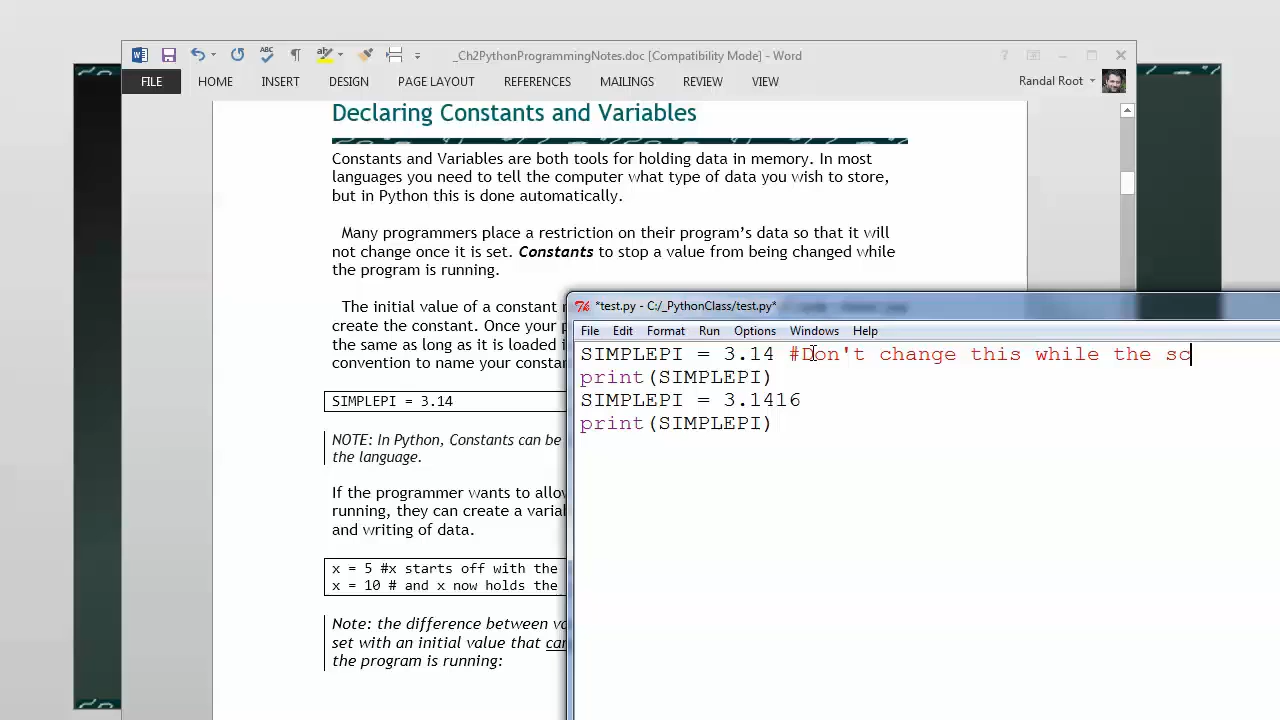 _Ch2PythonProgrammingNotes.doc [Compatibility Mode] - Word
FILE HOME INSERT DESIGN PAGE LAYOUT REFERENCES MAILINGS REVIEW VIEW Randal Root
Declaring Constants and Variables
Constants and Variables are both tools for holding data in memory. In most
languages you need to tell the computer what type of data you wish to store,
but in Python this is done automatically.
Many programmers place a restriction on their program's data so that it will
not change once it is set. Constants to stop a value from being changed while
the program is running.
The initial value of a constant
create the constant. Once your
the same as long as it is loaded
convention to name your
SIMPLEPI = 3.14
NOTE: In Python, Constants can be
the language.
If the programmer wants to
running, they can create a
and writing of data.
x = 5 #x starts off with the
x = 10 # and x now holds the
Note: the difference between
set with an initial value that
the program is running:
*test.py - C:/_PythonClass/test.py*
File Edit Format Run Options Windows Help
SIMPLEPI = 3.14 #Don't change this while the sc
print(SIMPLEPI)
SIMPLEPI = 3.1416
print(SIMPLEPI)